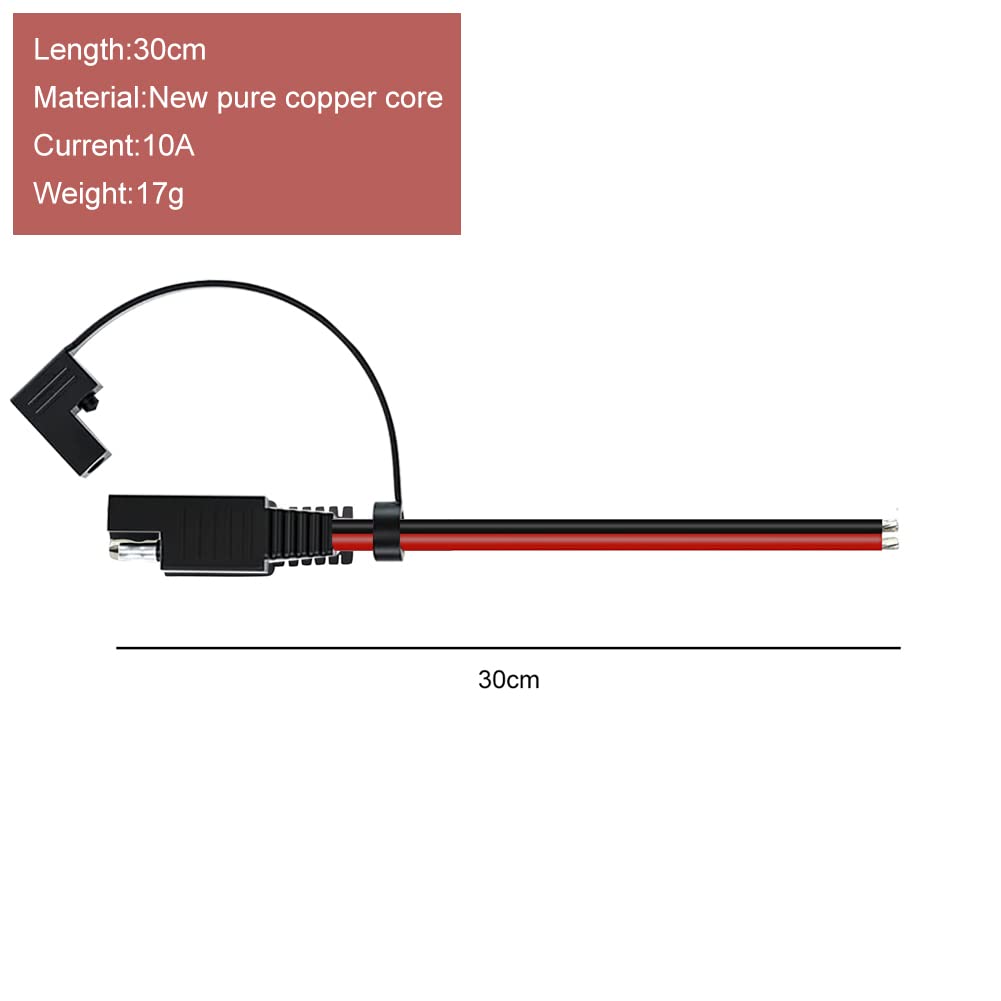 Length:30cm
Material:New pure copper core
Current:10A
Weight:17g
30cm